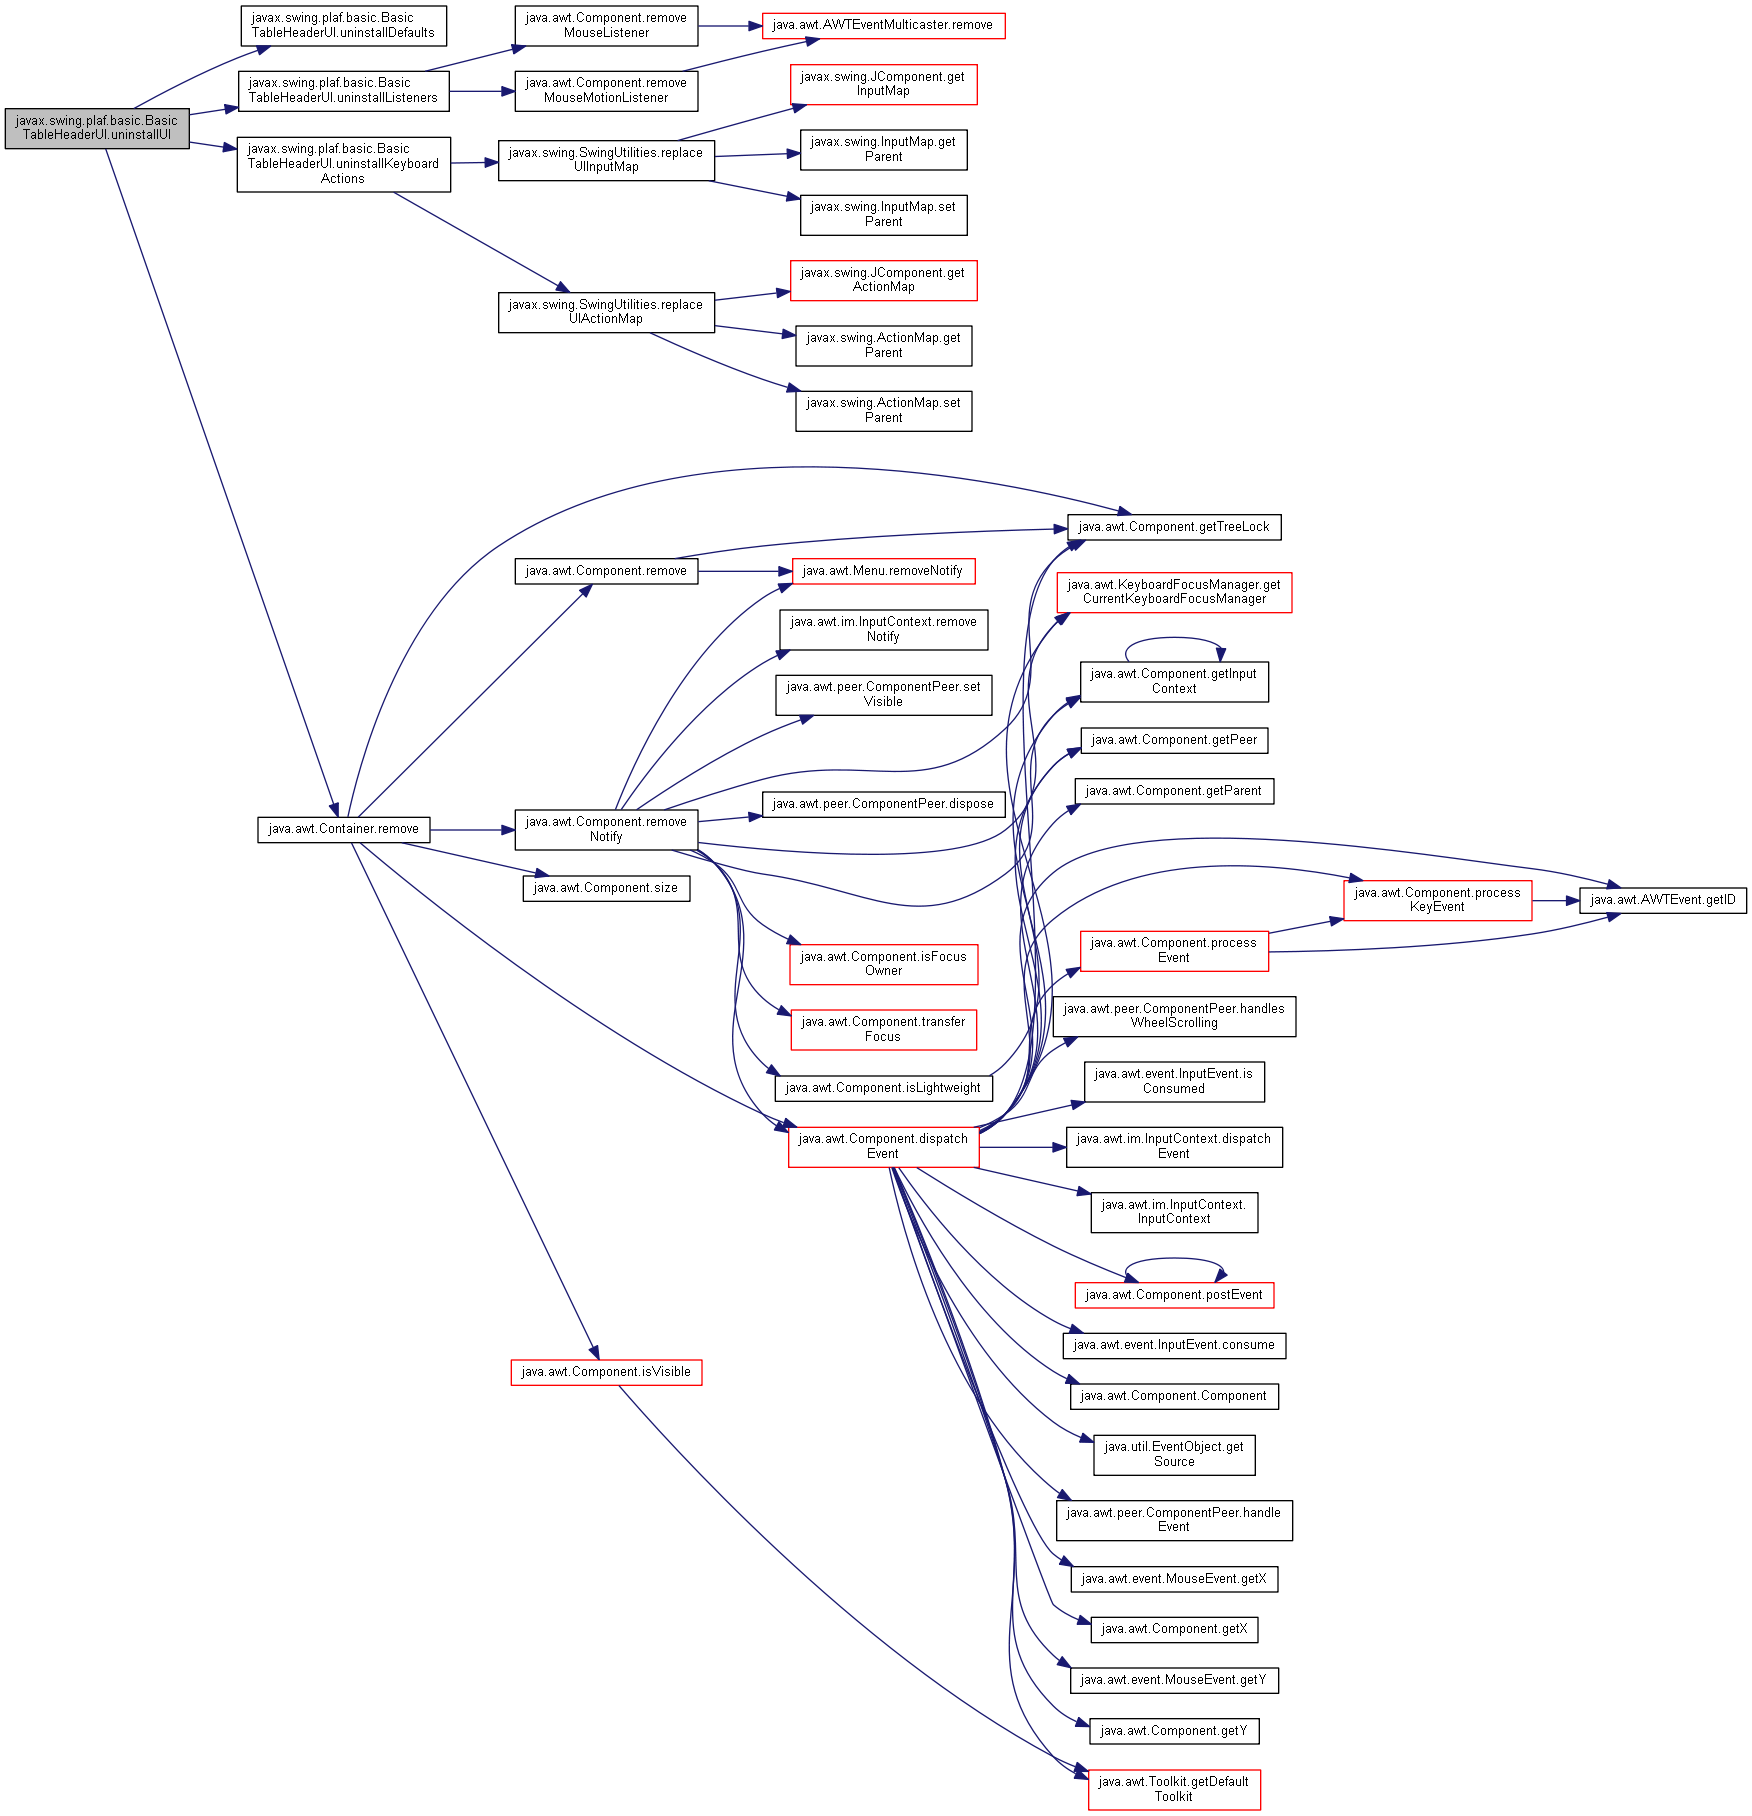 javax.swing.plaf.basic.Basic
TableHeaderUI.uninstallUI
javax.swing.plaf.basic.Basic
TableHeaderUI.uninstallDefaults
javax.swing.plaf.basic.Basic
TableHeaderUI.uninstallListeners
javax.swing.plaf.basic.Basic
TableHeaderUI.uninstallKeyboard
Actions
java.awt.Container.remove
java.awt.Component.remove
MouseListener
java.awt.Component.remove
MouseMotionListener
javax.swing.SwingUtilities.replace
UIInputMap
javax.swing.SwingUtilities.replace
UIActionMap
java.awt.Component.remove
java.awt.Component.remove
Notify
java.awt.Component.size
java.awt.Component.isVisible
java.awt.AWTEventMulticaster.remove
javax.swing.JComponent.get
InputMap
javax.swing.InputMap.get
Parent
javax.swing.InputMap.set
Parent
javax.swing.JComponent.get
ActionMap
javax.swing.ActionMap.get
Parent
javax.swing.ActionMap.set
Parent
java.awt.Menu.removeNotify
java.awt.im.InputContext.remove
Notify
java.awt.peer.ComponentPeer.set
Visible
java.awt.peer.ComponentPeer.dispose
java.awt.Component.isFocus
Owner
java.awt.Component.transfer
Focus
java.awt.Component.isLightweight
java.awt.Component.dispatch
Event
java.awt.Component.getTreeLock
java.awt.KeyboardFocusManager.get
CurrentKeyboardFocusManager
java.awt.Component.getInput
Context
java.awt.Component.getPeer
java.awt.Component.getParent
java.awt.Component.process
Event
java.awt.peer.ComponentPeer.handles
WheelScrolling
java.awt.event.InputEvent.is
Consumed
java.awt.im.InputContext.dispatch
Event
java.awt.im.InputContext.
InputContext
java.awt.Component.postEvent
java.awt.event.InputEvent.consume
java.awt.Component.Component
java.util.EventObject.get
Source
java.awt.peer.ComponentPeer.handle
Event
java.awt.event.MouseEvent.getX
java.awt.Component.getX
java.awt.event.MouseEvent.getY
java.awt.Component.getY
java.awt.Toolkit.getDefault
Toolkit
java.awt.Component.process
KeyEvent
java.awt.AWTEvent.getID